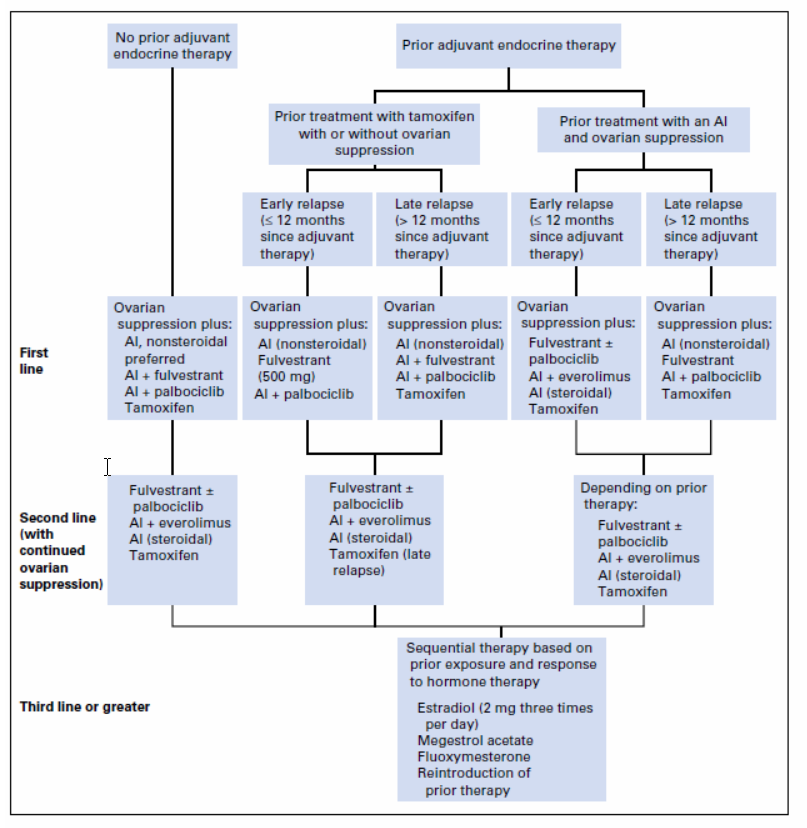 No prior adjuvant
endocrine therapy
Prior adjuvant endocrine therapy
Prior treatment with tamoxifen
with or without ovarian
suppression
Prior treatment with an AI
and ovarian suppression
Early relapse
(≤ 12 months
since adjuvant
therapy)
Late relapse
(> 12 months
since adjuvant
therapy)
Early relapse
(≤ 12 months
since adjuvant
therapy)
Late relapse
(> 12 months
since adjuvant
therapy)
First
line
Ovarian
suppression plus:
AI, nonsteroidal
preferred
AI + fulvestrant
AI + palbociclib
Tamoxifen
Ovarian
suppression plus:
AI (nonsteroidal)
Fulvestrant
(500 mg)
AI + palbociclib
Ovarian
suppression plus:
AI (nonsteroidal)
AI + fulvestrant
AI + palbociclib
Tamoxifen
Ovarian
suppression plus:
Fulvestrant ±
palbociclib
AI + everolimus
AI (steroidal)
Tamoxifen
Ovarian
suppression plus:
AI (nonsteroidal)
Fulvestrant
AI + palbociclib
Tamoxifen
Second line
(with
continued
ovarian
suppression)
Fulvestrant ±
palbociclib
AI + everolimus
AI (steroidal)
Tamoxifen
Fulvestrant ±
palbociclib
AI + everolimus
AI (steroidal)
Tamoxifen (late
relapse)
Depending on prior
therapy:
Fulvestrant ±
palbociclib
AI + everolimus
AI (steroidal)
Tamoxifen
Third line or greater
Sequential therapy based on
prior exposure and response
to hormone therapy
Estradiol (2 mg three times
per day)
Megestrol acetate
Fluoxymesterone
Reintroduction of
prior therapy